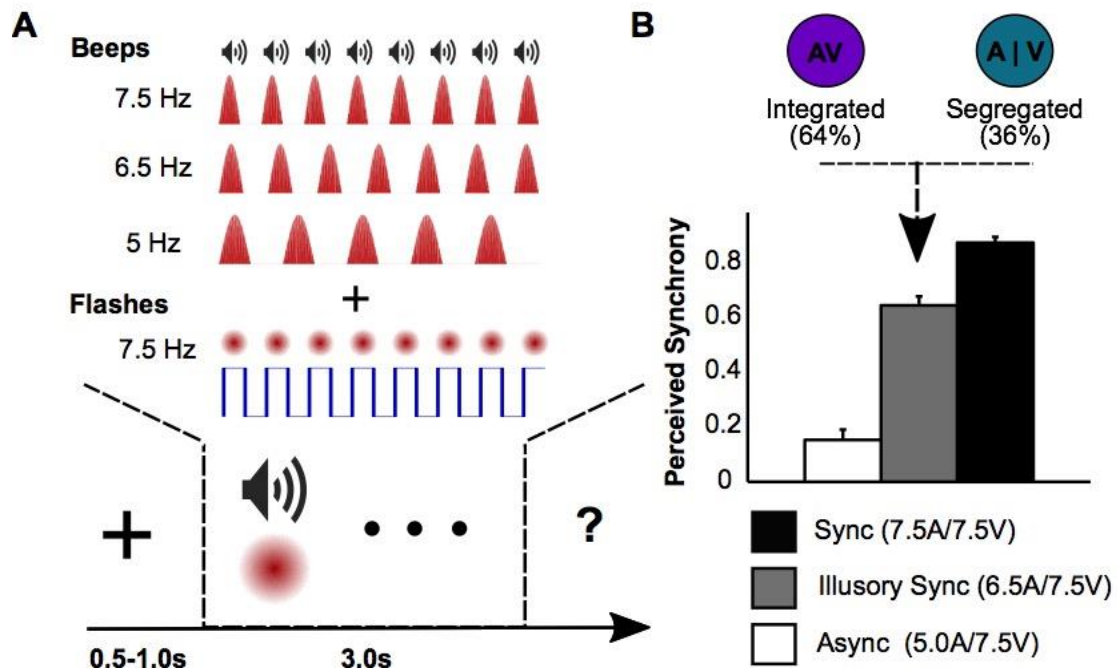 A
Beeps
7.5 Hz
6.5 Hz
5 Hz
+
Flashes
7.5 Hz
+
?
0.5-1.0s 3.0s
B
AV A | V
Integrated Segregated
(64%) (36%)
Perceived Synchrony
0.8
0.6
0.4
0.2
0
Sync (7.5A/7.5V)
Illusory Sync (6.5A/7.5V)
Async (5.0A/7.5V)